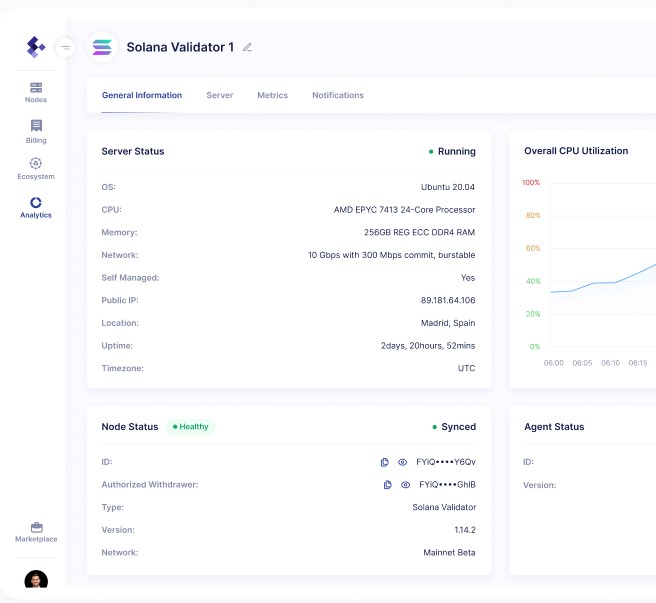 Solana Validator 1
Nodes
Billing
Ecosystem
Analytics
Marketplace
General Information Server Metrics Notifications
Server Status Running
OS: Ubuntu 20.04
CPU: AMD EPYC 7413 24-Core Processor
Memory: 256GB REG ECC DDR4 RAM
Network: 10 Gbps with 300 Mbps commit, burstable
Self Managed: Yes
Public IP: 89.181.64.106
Location: Madrid, Spain
Uptime: 2days, 20hours, 52mins
Timezone: UTC
Overall CPU Utilization
100%
80%
60%
40%
20%
0%
06:00 06:05 06:10 06:15
Node Status Healthy Synced
ID: FYiQ••••Y6Qv
Authorized Withdrawer: FYiQ••••GhIB
Type: Solana Validator
Version: 1.14.2
Network: Mainnet Beta
Agent Status
ID:
Version: